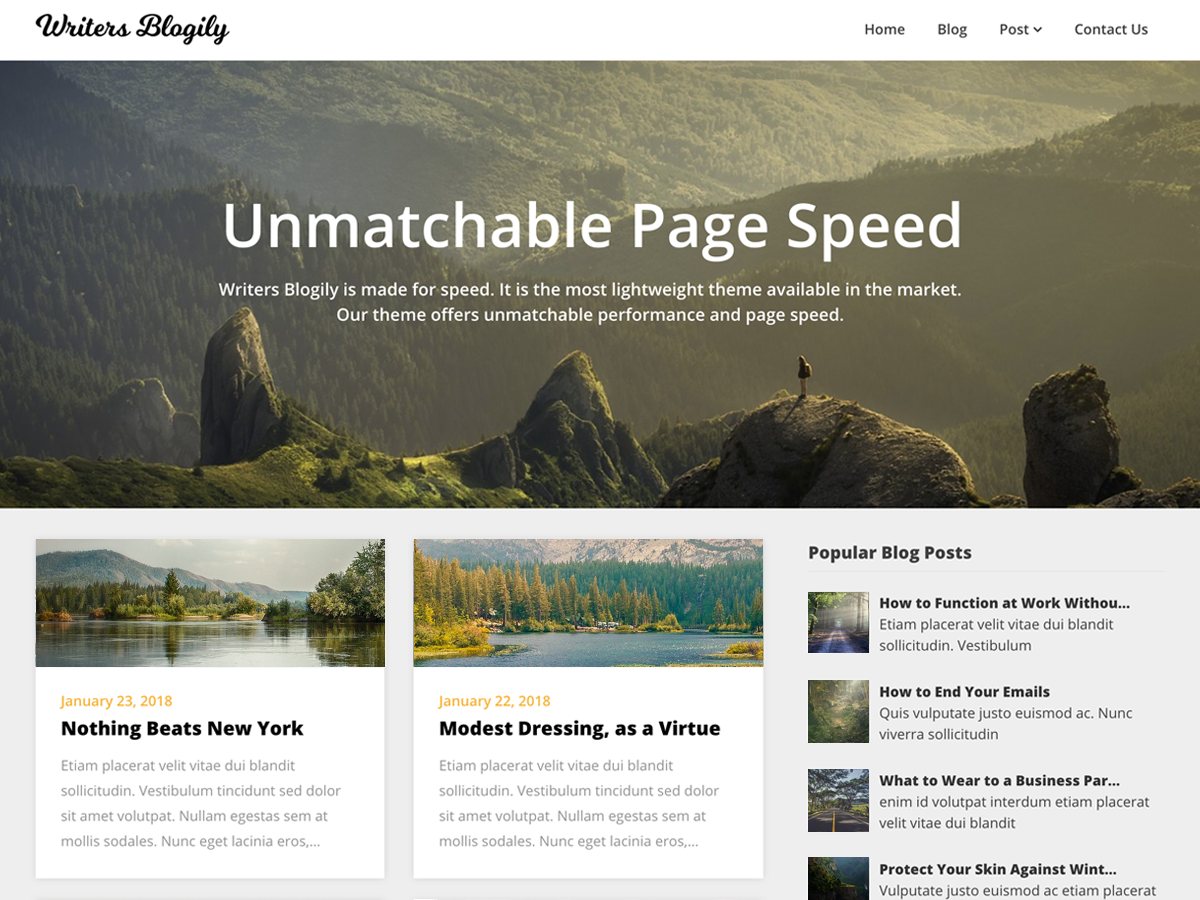 Writers Blogily
Home Blog Post Contact Us
Unmatchable Page Speed
Writers Blogily is made for speed. It is the most lightweight theme available in the market.
Our theme offers unmatchable performance and page speed.
January 23, 2018
Nothing Beats New York
Etiam placerat velit vitae dui blandit
sollicitudin. Vestibulum tincidunt sed dolor
sit amet volutpat. Nullam egestas sem at
mollis sodales. Nunc eget lacinia eros,...
January 22, 2018
Modest Dressing, as a Virtue
Etiam placerat velit vitae dui blandit
sollicitudin. Vestibulum tincidunt sed dolor
sit amet volutpat. Nullam egestas sem at
mollis sodales. Nunc eget lacinia eros,...
Popular Blog Posts
How to Function at Work Withou...
Etiam placerat velit vitae dui blandit
sollicitudin. Vestibulum
How to End Your Emails
Quis vulputate justo euismod ac. Nunc
viverra sollicitudin
What to Wear to a Business Par...
enim id volutpat interdum etiam placerat
velit vitae dui blandit
Protect Your Skin Against Wint...
Vulputate justo euismod ac etiam placerat